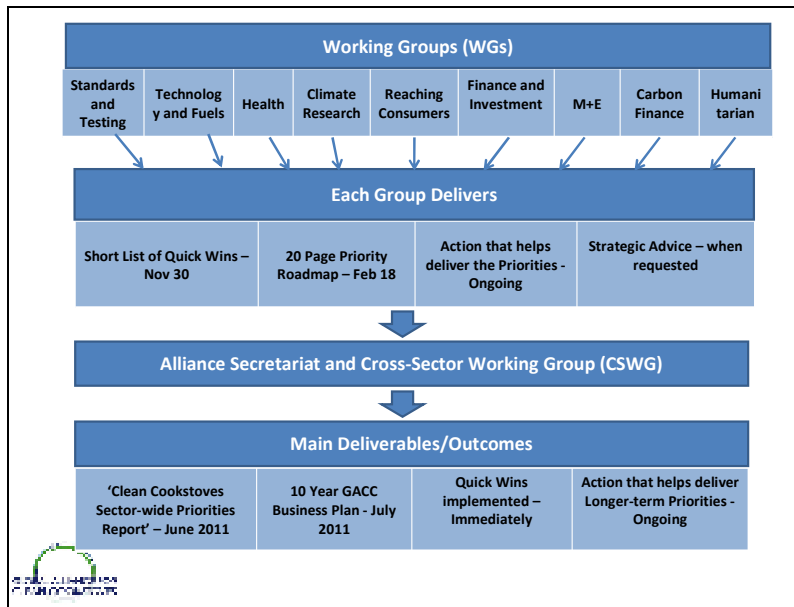 Working Groups (WGs)
Standards
and
Testing
Technolog
y and Fuels
Health
Climate
Research
Reaching
Consumers
Finance and
Investment
M+E
Carbon
Finance
Humani
tarian
Each Group Delivers
Short List of Quick Wins –
Nov 30
20 Page Priority
Roadmap – Feb 18
Action that helps
deliver the Priorities -
Ongoing
Strategic Advice – when
requested
Alliance Secretariat and Cross-Sector Working Group (CSWG)
Main Deliverables/Outcomes
‘Clean Cookstoves
Sector-wide Priorities
Report’ – June 2011
10 Year GACC
Business Plan - July
2011
Quick Wins
implemented –
Immediately
Action that helps deliver
Longer-term Priorities -
Ongoing